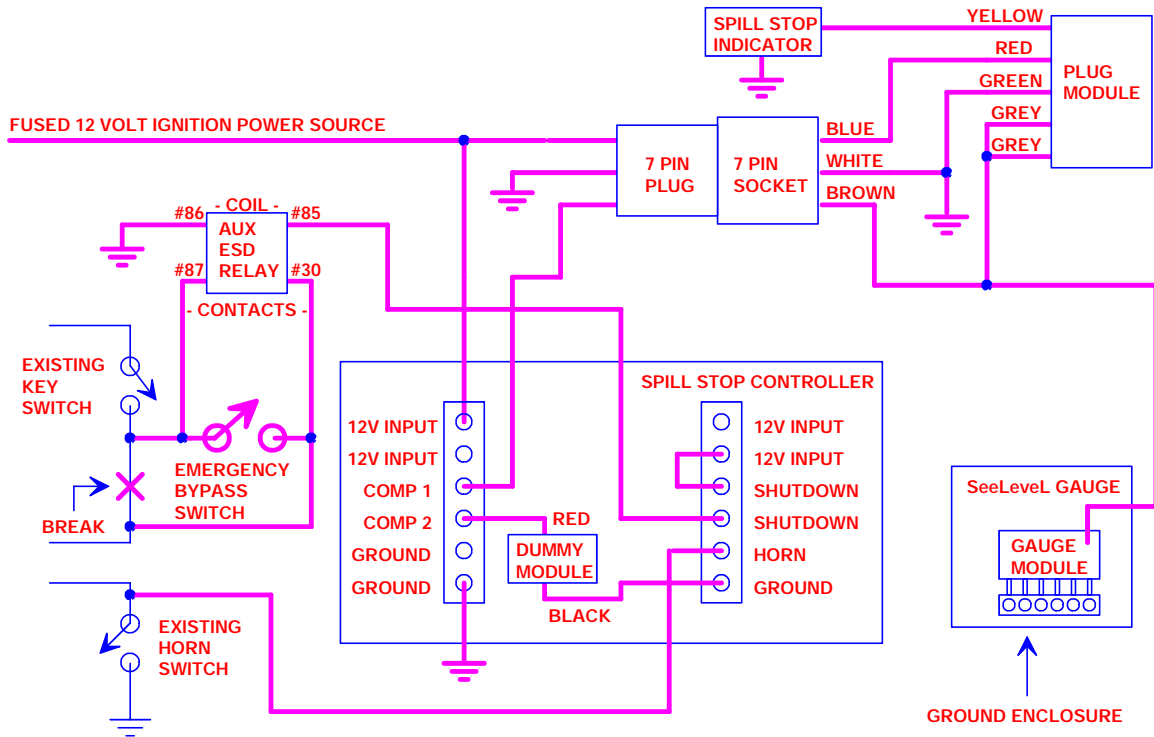 YELLOW
SPILL STOP
INDICATOR
RED
PLUG
MODULE
GREEN
GREY
GREY
FUSED 12 VOLT IGNITION POWER SOURCE
BLUE
WHITE
BROWN
7 PIN
PLUG
7 PIN
SOCKET
- COIL -
#86
#85
AUX
ESD
RELAY
#87
#30
- CONTACTS -
EXISTING
KEY
SWITCH
EMERGENCY
BYPASS
SWITCH
BREAK
SPILL STOP CONTROLLER
12V INPUT
12V INPUT
COMP 1
COMP 2
GROUND
GROUND
RED
DUMMY
MODULE
BLACK
12V INPUT
12V INPUT
SHUTDOWN
SHUTDOWN
HORN
GROUND
SeeLeveL GAUGE
GAUGE
MODULE
EXISTING
HORN
SWITCH
GROUND ENCLOSURE